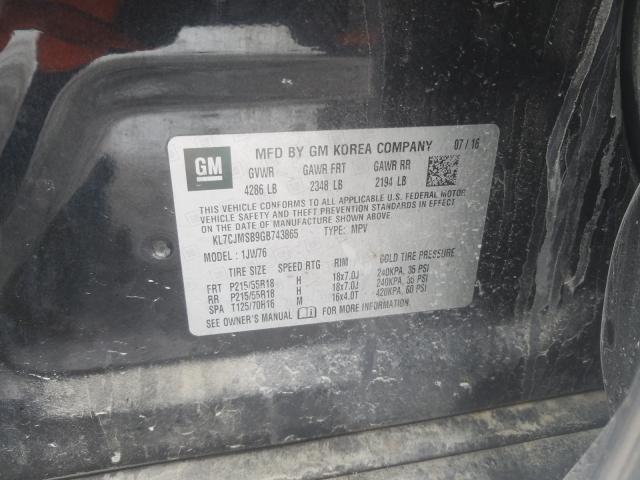 GM
MFD BY GM KOREA COMPANY 07/16
GVWR GAWR FRT GAWR RR
4286 LB 2348 LB 2194 LB
THIS VEHICLE CONFORMS TO ALL APPLICABLE U.S. FEDERAL MOTOR
VEHICLE SAFETY AND THEFT PREVENTION STANDARDS IN EFFECT
ON THE DATE OF MANUFACTURE SHOWN ABOVE.
KL7CJMSB9GB743865 TYPE: MPV
MODEL : 1JW76
TIRE SIZE SPEED RTG RIM COLD TIRE PRESSURE
FRT P215/55R18 H 18x7.0J 240KPA, 35 PSI
RR P215/55R18 H 18x7.0J 240KPA, 35 PSI
SPA T125/70R16 M 16x4.0T 420KPA, 60 PSI
SEE OWNER'S MANUAL FOR MORE INFORMATION.